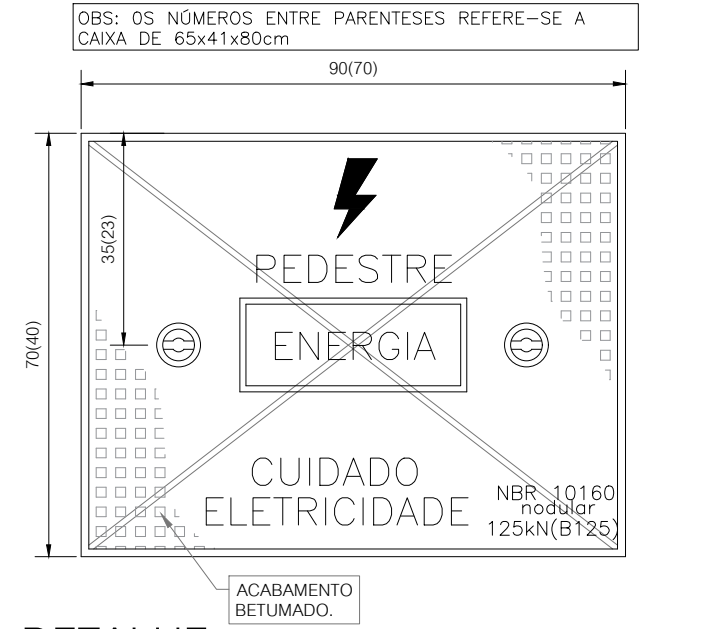 OBS: OS NÚMEROS ENTRE PARENTESES REFERE-SE A
CAIXA DE 65x41x80cm
90(70)
35(23)
70(40)
PEDESTRE
ENERGIA
CUIDADO
ELETRICIDADE
NBR 10160
nodular
125kN(B125)
ACABAMENTO
BETUMADO.